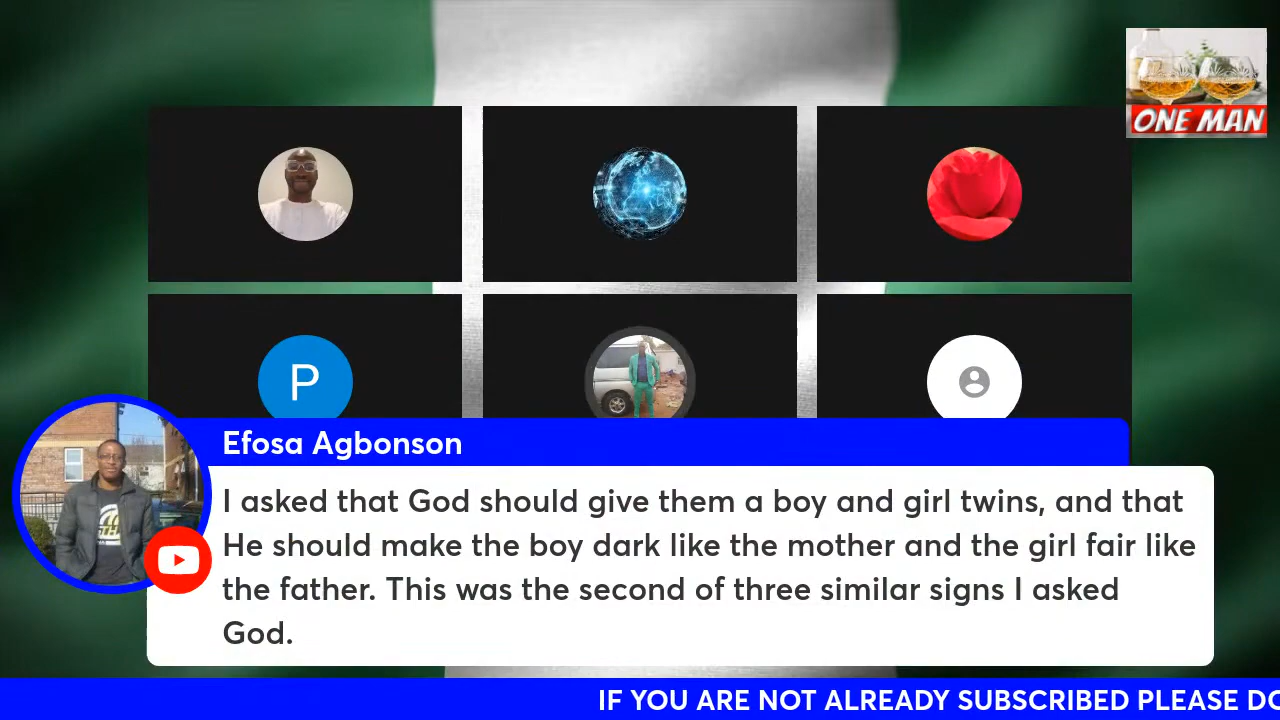 ONE MAN
P
Efosa Agbonson
I asked that God should give them a boy and girl twins, and that
He should make the boy dark like the mother and the girl fair like
the father. This was the second of three similar signs I asked
God.
IF YOU ARE NOT ALREADY SUBSCRIBED PLEASE DO